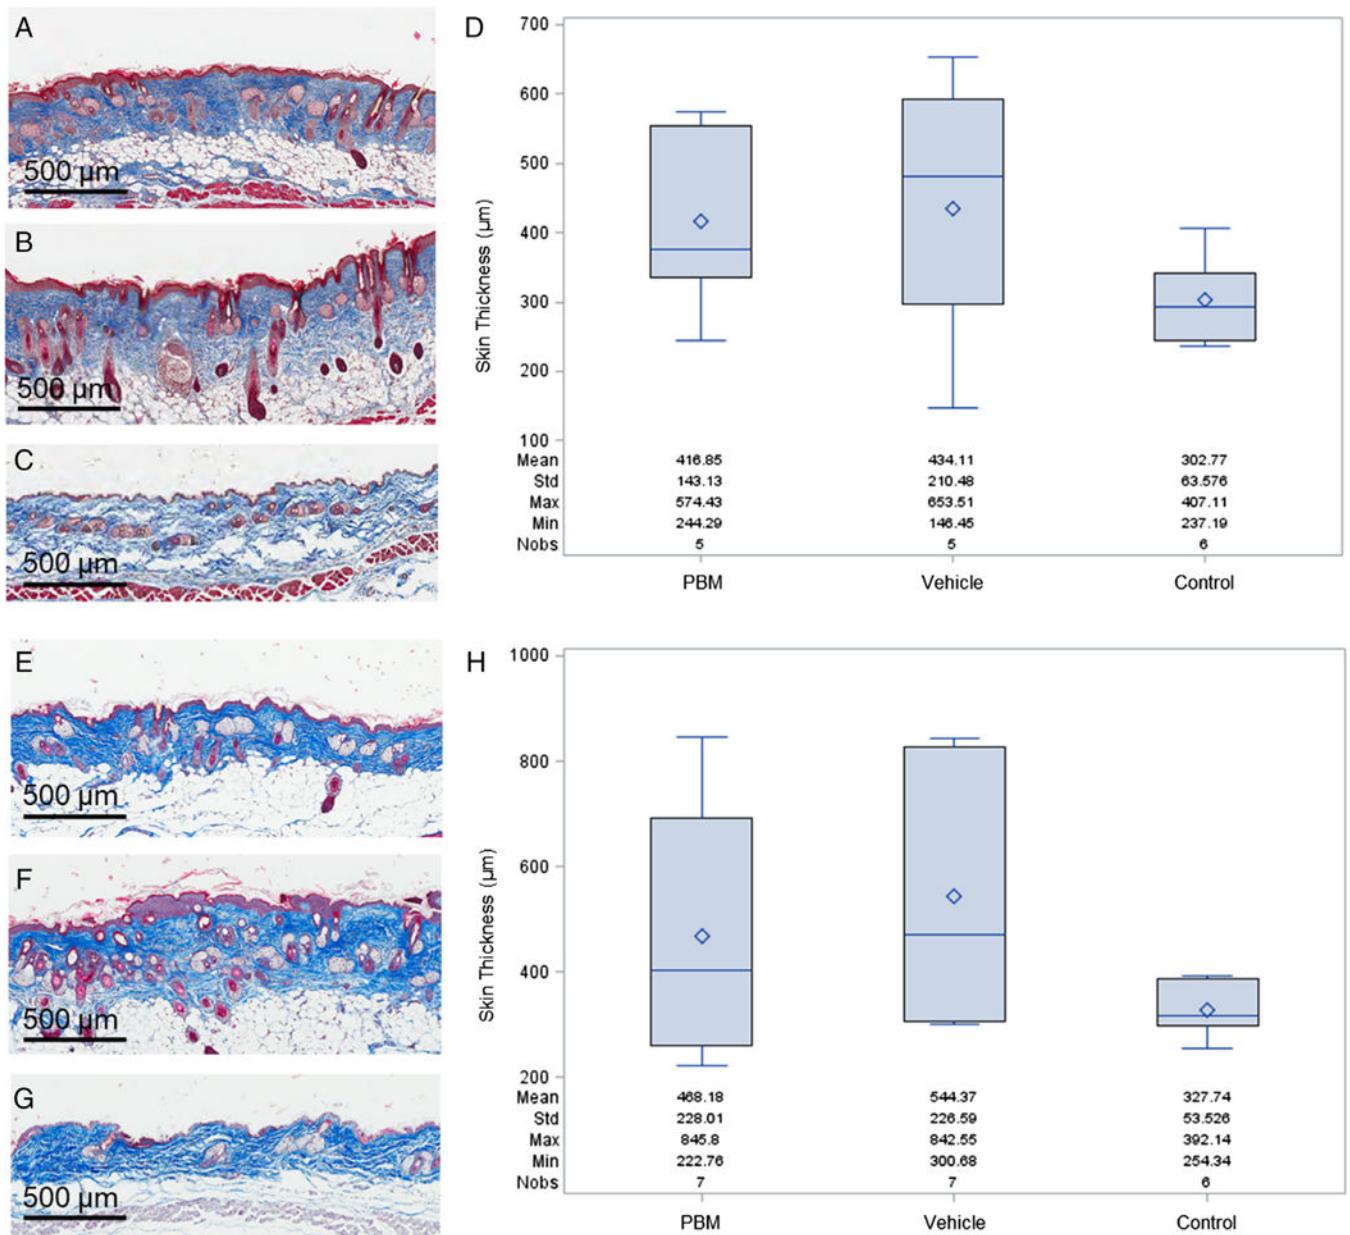 A
500 µm
B
500 µm
C
500 µm
D
Skin Thickness (µm)
700
600
500
400
300
200
100
Mean 416.85 434.11 302.77
Std 143.13 210.48 63.576
Max 574.43 653.51 407.11
Min 244.29 146.45 237.19
Nobs 5 5 6
PBM Vehicle Control
E
500 µm
F
500 µm
G
500 µm
H
Skin Thickness (µm)
1000
800
600
400
200
Mean 468.18 544.37 327.74
Std 228.01 226.59 53.526
Max 845.8 842.55 392.14
Min 222.76 300.68 254.34
Nobs 7 7 6
PBM Vehicle Control